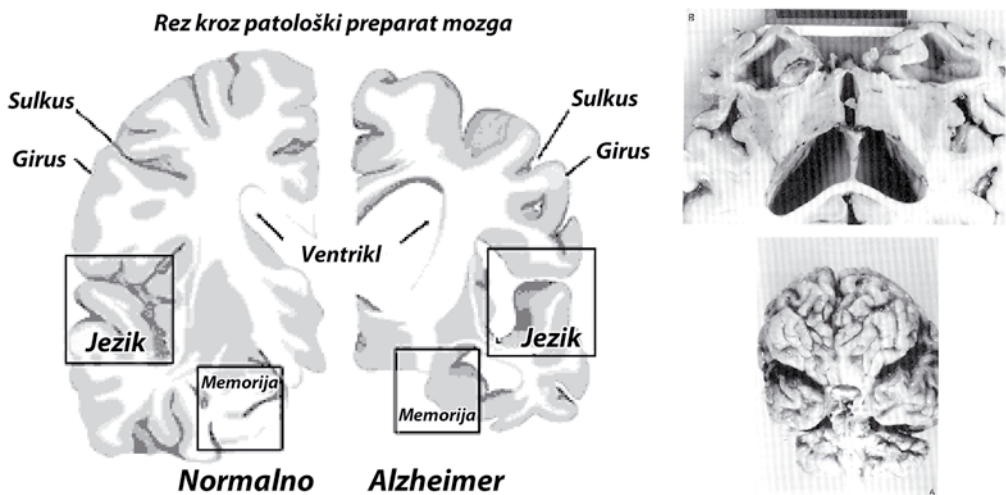 Rez kroz patološki preparat mozga
Sulkus
Girus
Sulkus
Girus
Ventrikl
Jezik
Jezik
Memorija
Memorija
Normalno
Alzheimer
B
A